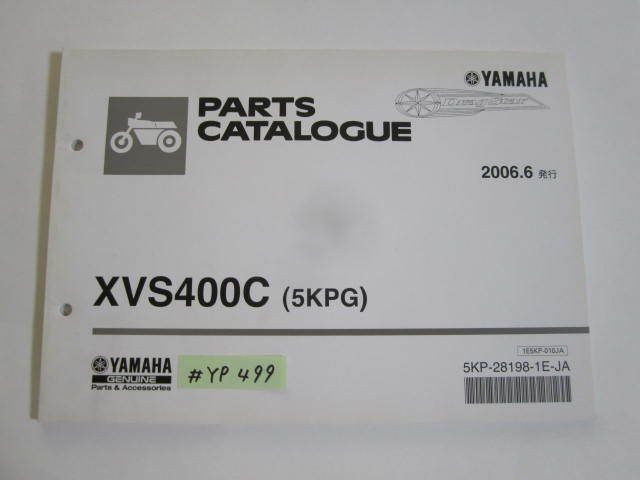 YAMAHA
PARTS
CATALOGUE
DragStar
2006.6 発行
XVS400C (5KPG)
1E5KP-010JA
YAMAHA
GENUINE
Parts & Accessories
#YP 499
5KP-28198-1E-JA